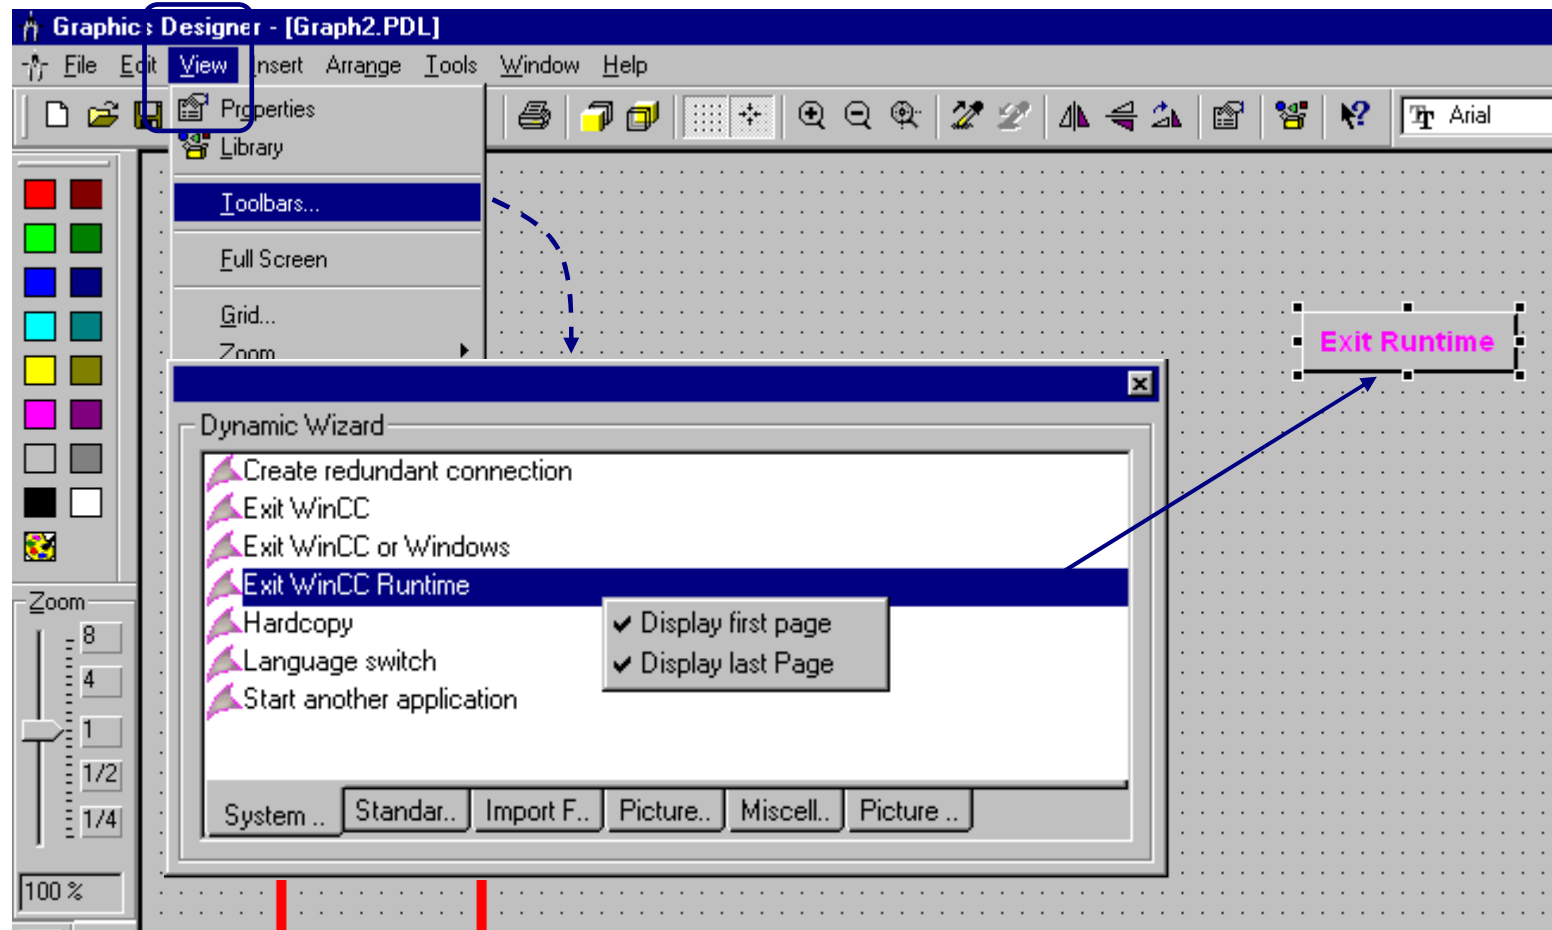 Graphics Designer - [Graph2.PDL]
File Edit View Insert Arrange Tools Window Help
Properties
Arial
Library
Toolbars...
Full Screen
Grid...
Zoom
Exit Runtime
Dynamic Wizard
Create redundant connection
Exit WinCC
Exit WinCC or Windows
Exit WinCC Runtime
Hardcopy
Language switch
Start another application
Display first page
Display last Page
System .. Standar.. Import F.. Picture.. Miscell.. Picture ..
Zoom
8
4
1
1/2
1/4
100 %